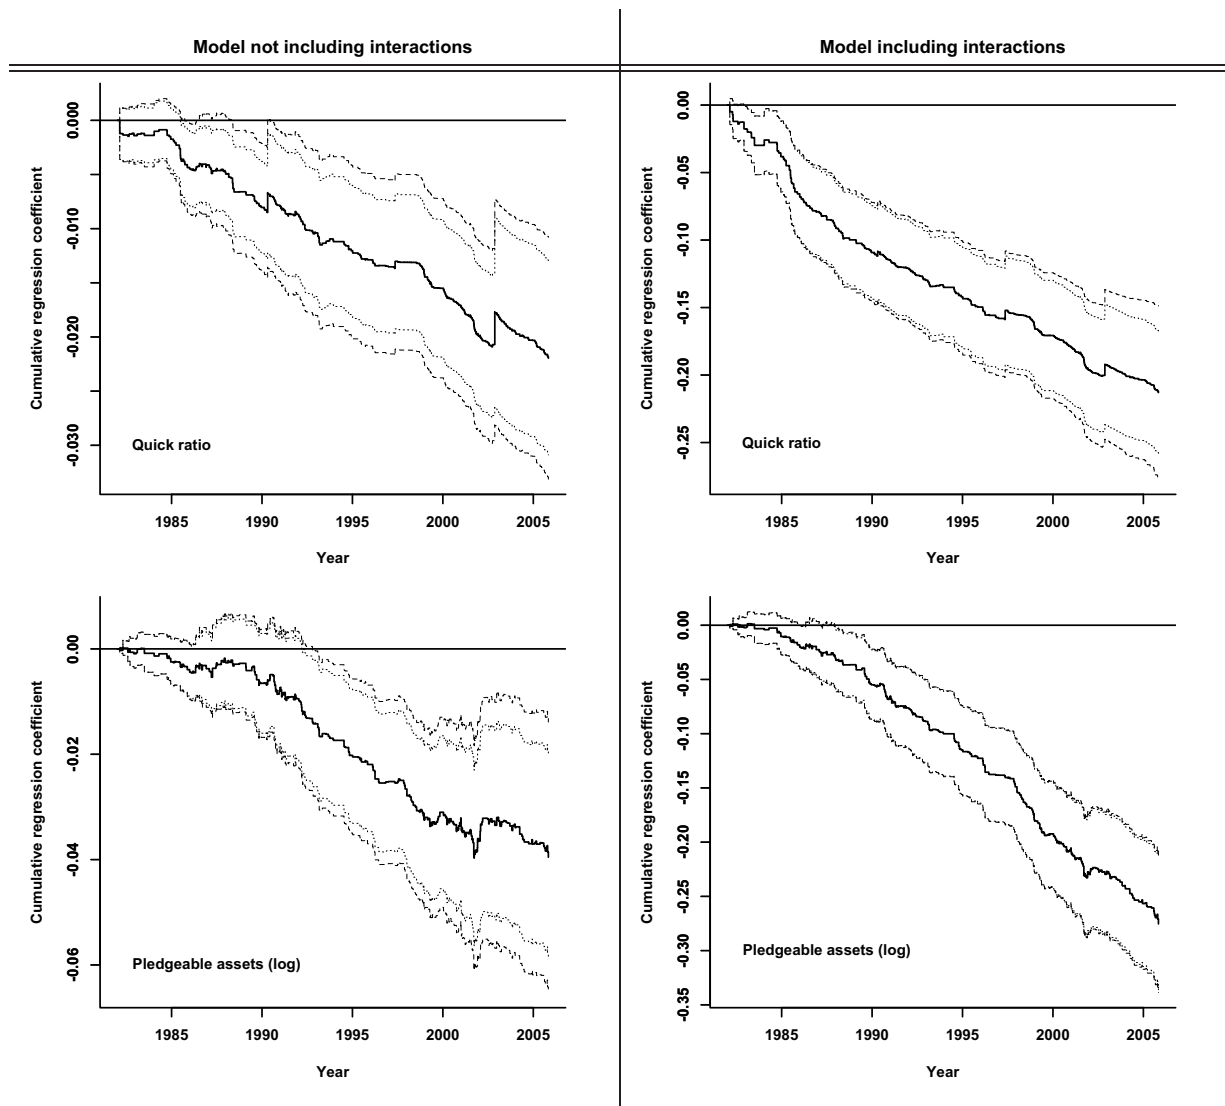 Model not including interactions
Model including interactions
Cumulative regression coefficient
0.000
-0.010
-0.020
-0.030
Quick ratio
1985 1990 1995 2000 2005
Year
Cumulative regression coefficient
0.00
-0.05
-0.10
-0.15
-0.20
-0.25
Quick ratio
1985 1990 1995 2000 2005
Year
Cumulative regression coefficient
0.00
-0.02
-0.04
-0.06
Pledgeable assets (log)
1985 1990 1995 2000 2005
Year
Cumulative regression coefficient
0.00
-0.05
-0.10
-0.15
-0.20
-0.25
-0.30
-0.35
Pledgeable assets (log)
1985 1990 1995 2000 2005
Year